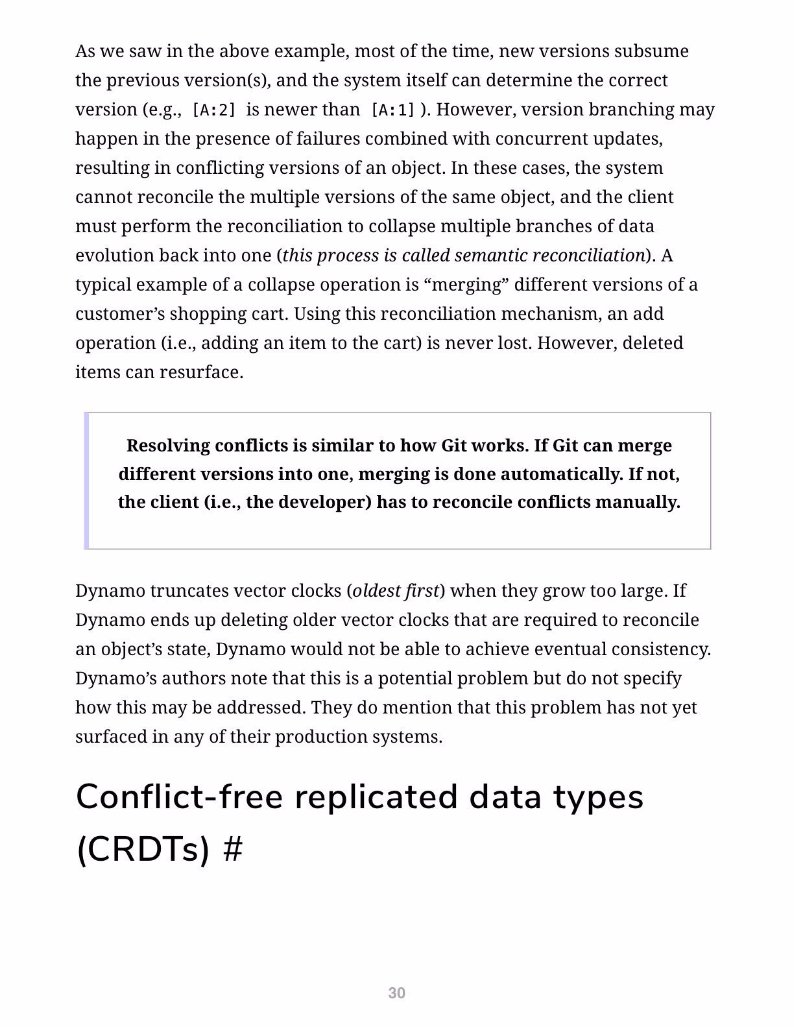 As we saw in the above example, most of the time, new versions subsume
the previous version(s), and the system itself can determine the correct
version (e.g., [A:2] is newer than [A:1] ). However, version branching may
happen in the presence of failures combined with concurrent updates,
resulting in conflicting versions of an object. In these cases, the system
cannot reconcile the multiple versions of the same object, and the client
must perform the reconciliation to collapse multiple branches of data
evolution back into one (this process is called semantic reconciliation). A
typical example of a collapse operation is “merging” different versions of a
customer’s shopping cart. Using this reconciliation mechanism, an add
operation (i.e., adding an item to the cart) is never lost. However, deleted
items can resurface.
Resolving conflicts is similar to how Git works. If Git can merge
different versions into one, merging is done automatically. If not,
the client (i.e., the developer) has to reconcile conflicts manually.
Dynamo truncates vector clocks (oldest first) when they grow too large. If
Dynamo ends up deleting older vector clocks that are required to reconcile
an object’s state, Dynamo would not be able to achieve eventual consistency.
Dynamo’s authors note that this is a potential problem but do not specify
how this may be addressed. They do mention that this problem has not yet
surfaced in any of their production systems.
Conflict-free replicated data types
(CRDTs) #
30